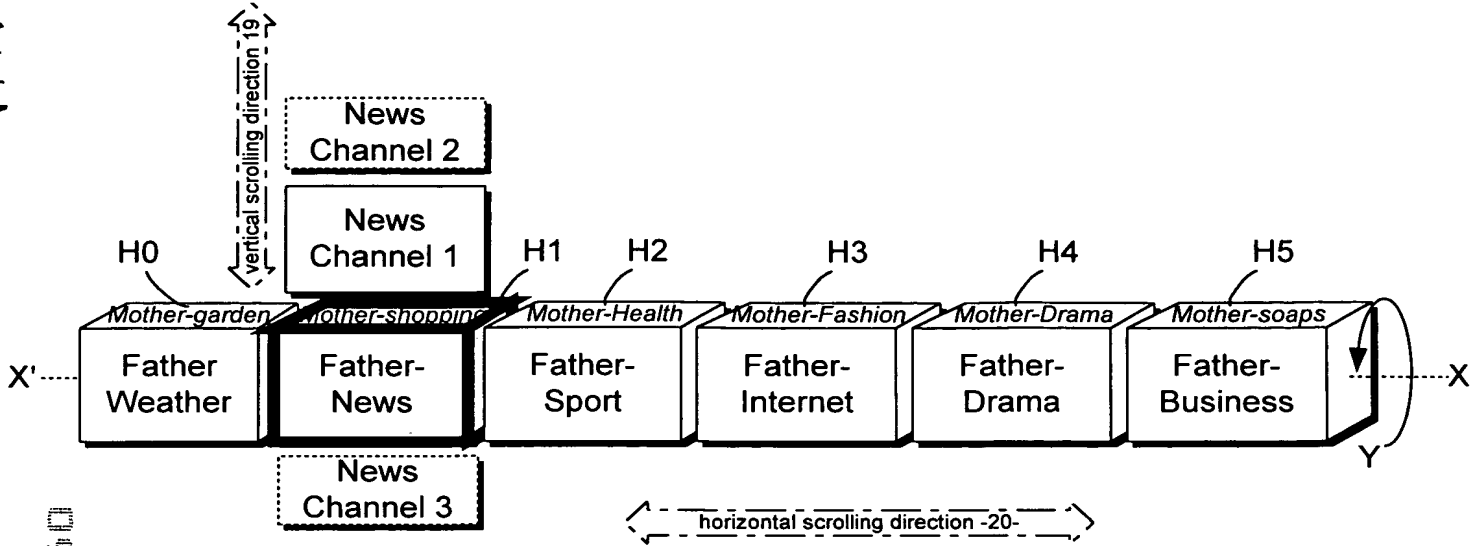 vertical scrolling direction 19
News
Channel 2
News
Channel 1
H0
H1
H2
H3
H4
H5
Mother-garden
Mother-shopping
Mother-Health
Mother-Fashion
Mother-Drama
Mother-soaps
X'
Father
Weather
Father-
News
Father-
Sport
Father-
Internet
Father-
Drama
Father-
Business
X
Y
News
Channel 3
horizontal scrolling direction -20-